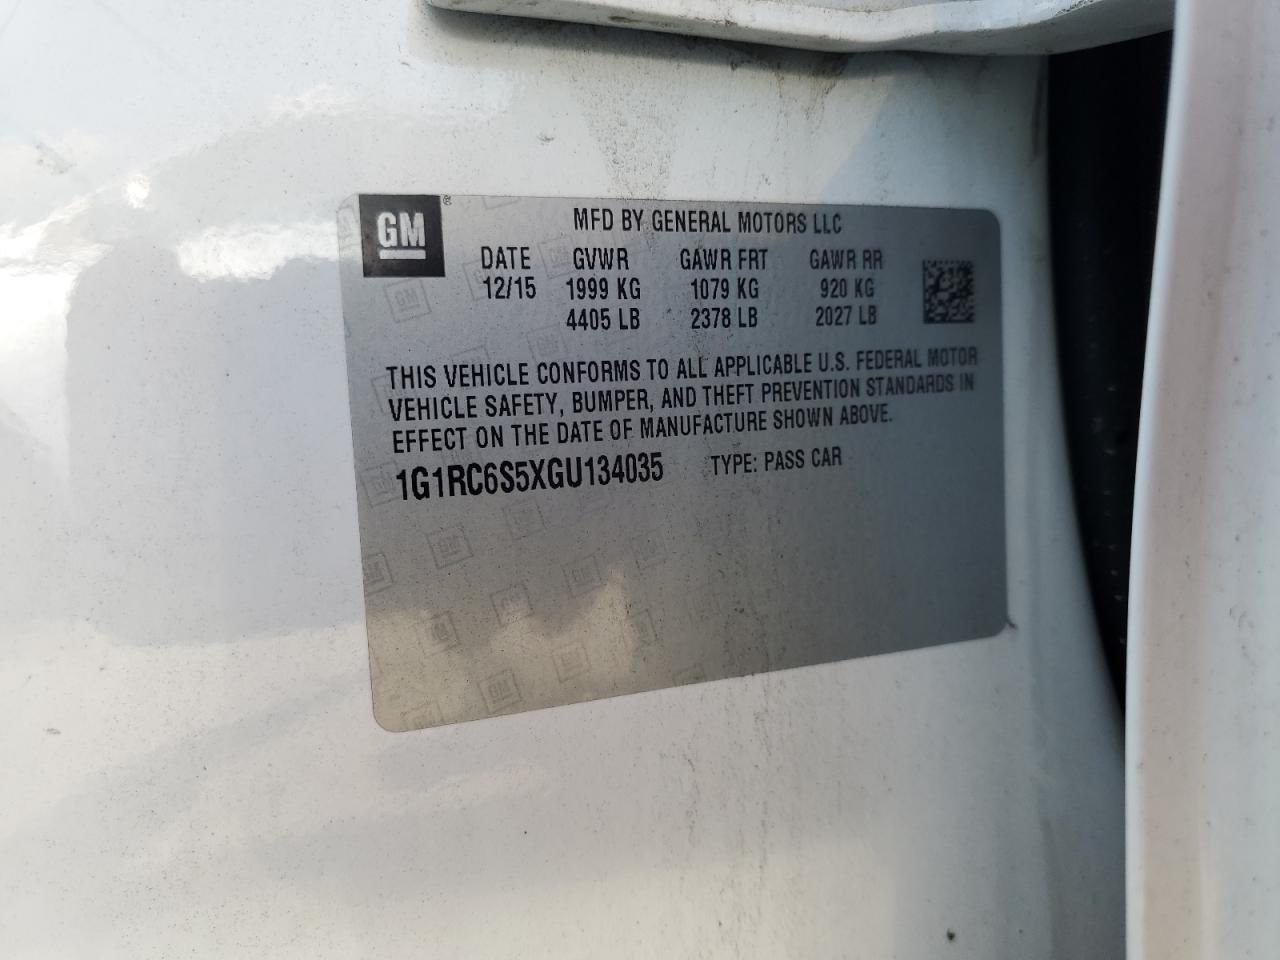 GM ®
MFD BY GENERAL MOTORS LLC
DATE GVWR GAWR FRT GAWR RR
12/15 1999 KG 1079 KG 920 KG
4405 LB 2378 LB 2027 LB
THIS VEHICLE CONFORMS TO ALL APPLICABLE U.S. FEDERAL MOTOR
VEHICLE SAFETY, BUMPER, AND THEFT PREVENTION STANDARDS IN
EFFECT ON THE DATE OF MANUFACTURE SHOWN ABOVE.
1G1RC6S5XGU134035 TYPE: PASS CAR